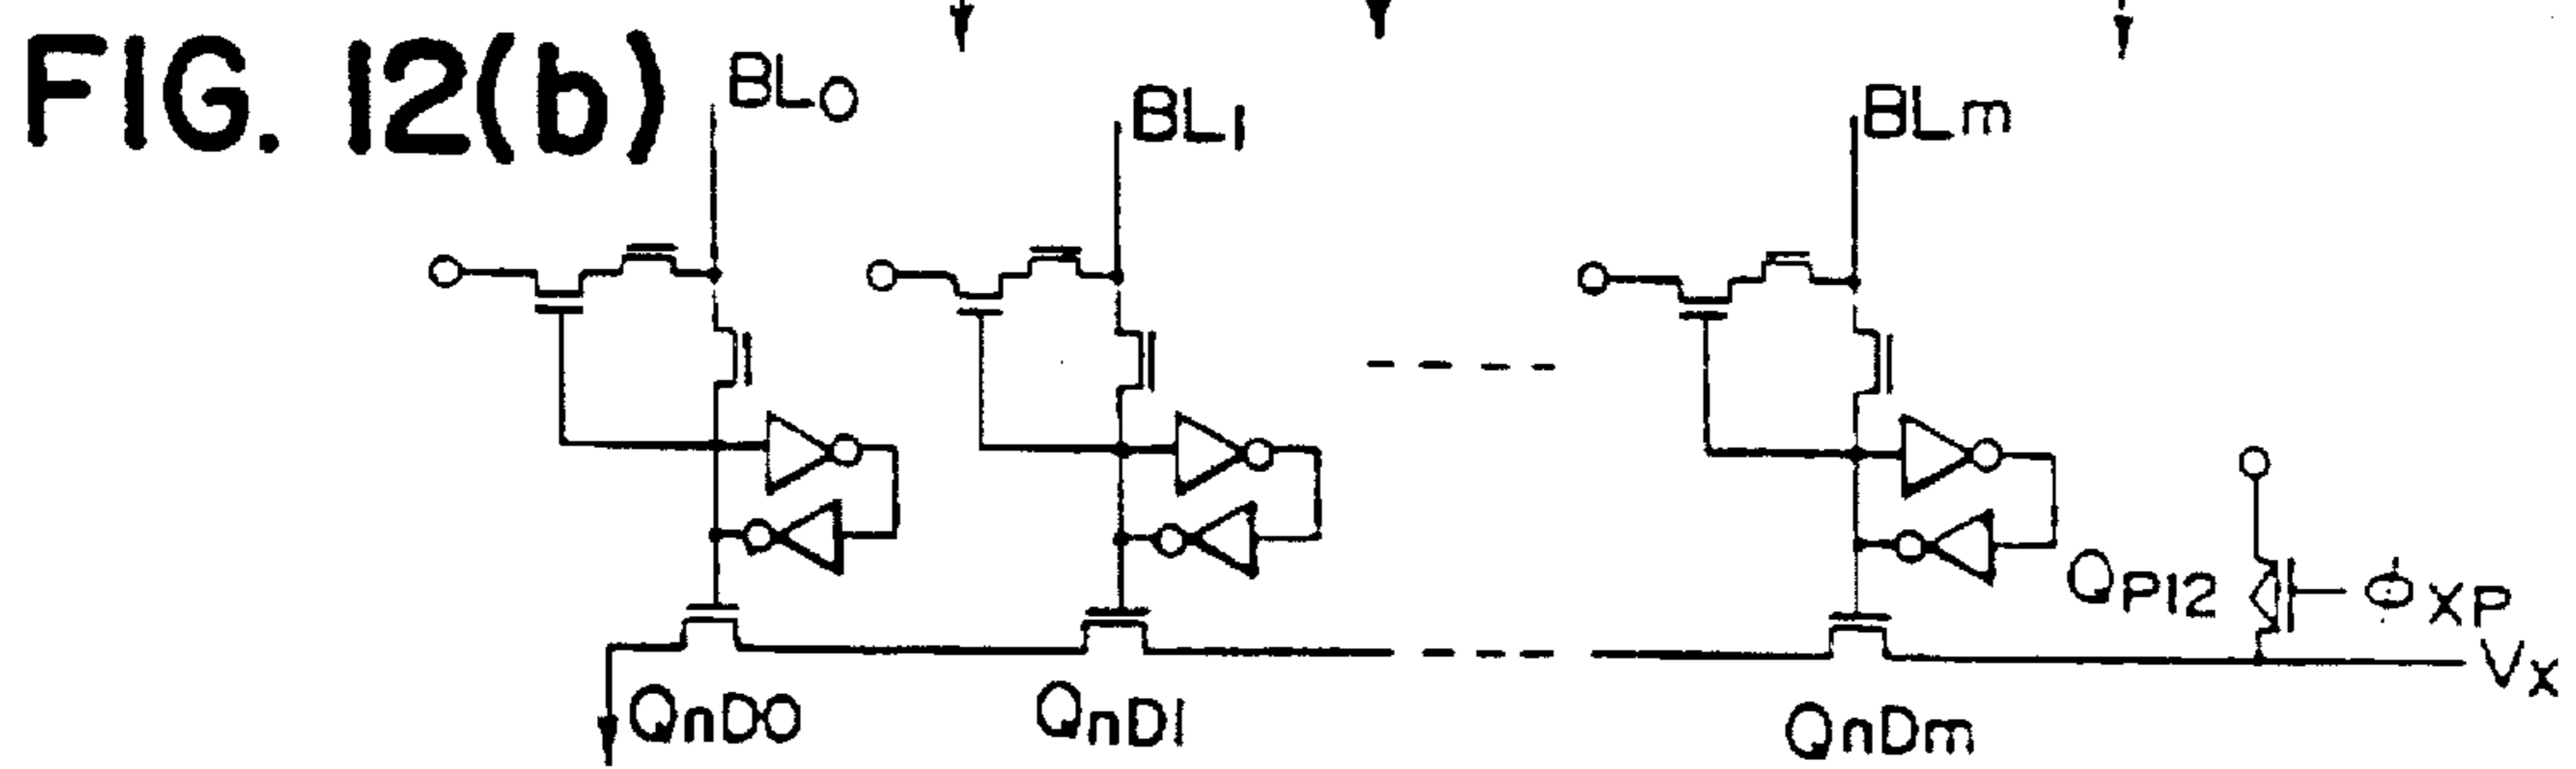 FIG. 12(b)
BL0
BL1
BLm
QP12
ϕXP
VX
QnD0
QnD1
QnDm